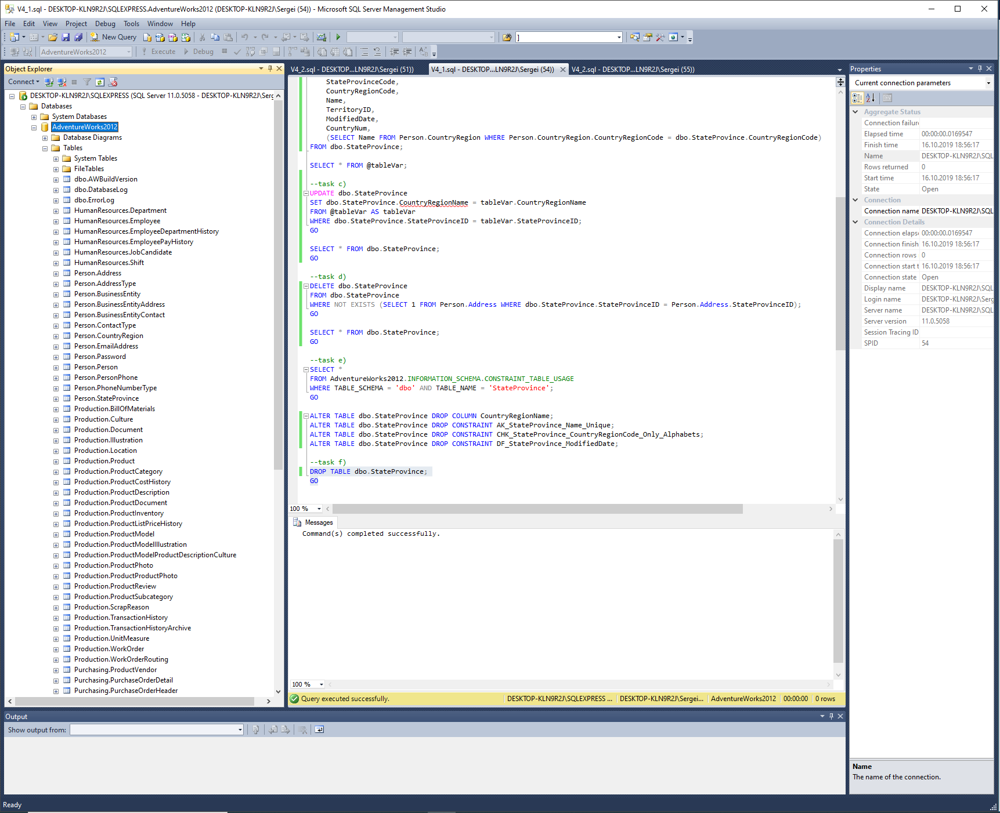 V4_1.sql - DESKTOP-KLN9R2J\SQLEXPRESS.AdventureWorks2012 (DESKTOP-KLN9R2J\Sergei (54)) - Microsoft SQL Server Management Studio
File Edit View Project Debug Tools Window Help
New Query
]
AdventureWorks2012
Execute
Debug
Object Explorer
Connect
DESKTOP-KLN9R2J\SQLEXPRESS (SQL Server 11.0.5058 - DESKTOP-KLN9R2J\Serg
Databases
System Databases
AdventureWorks2012
Database Diagrams
Tables
System Tables
FileTables
dbo.AWBuildVersion
dbo.DatabaseLog
dbo.ErrorLog
HumanResources.Department
HumanResources.Employee
HumanResources.EmployeeDepartmentHistory
HumanResources.EmployeePayHistory
HumanResources.JobCandidate
HumanResources.Shift
Person.Address
Person.AddressType
Person.BusinessEntity
Person.BusinessEntityAddress
Person.BusinessEntityContact
Person.ContactType
Person.CountryRegion
Person.EmailAddress
Person.Password
Person.Person
Person.PersonPhone
Person.PhoneNumberType
Person.StateProvince
Production.BillOfMaterials
Production.Culture
Production.Document
Production.Illustration
Production.Location
Production.Product
Production.ProductCategory
Production.ProductCostHistory
Production.ProductDescription
Production.ProductDocument
Production.ProductInventory
Production.ProductListPriceHistory
Production.ProductModel
Production.ProductModelIllustration
Production.ProductModelProductDescriptionCulture
Production.ProductPhoto
Production.ProductProductPhoto
Production.ProductReview
Production.ProductSubcategory
Production.ScrapReason
Production.TransactionHistory
Production.TransactionHistoryArchive
Production.UnitMeasure
Production.WorkOrder
Production.WorkOrderRouting
Purchasing.ProductVendor
Purchasing.PurchaseOrderDetail
Purchasing.PurchaseOrderHeader
V4_2.sql - DESKTOP...LN9R2J\Sergei (51)) V4_1.sql - DESKTOP...LN9R2J\Sergei (54)) V4_2.sql - DESKTOP...LN9R2J\Sergei (55))
StateProvinceCode,
CountryRegionCode,
Name,
TerritoryID,
ModifiedDate,
CountryNum,
(SELECT Name FROM Person.CountryRegion WHERE Person.CountryRegion.CountryRegionCode = dbo.StateProvince.CountryRegionCode)
FROM dbo.StateProvince;
SELECT * FROM @tableVar;
--task c)
UPDATE dbo.StateProvince
SET dbo.StateProvince.CountryRegionName = tableVar.CountryRegionName
FROM @tableVar AS tableVar
WHERE dbo.StateProvince.StateProvinceID = tableVar.StateProvinceID;
GO
SELECT * FROM dbo.StateProvince;
GO
--task d)
DELETE dbo.StateProvince
FROM dbo.StateProvince
WHERE NOT EXISTS (SELECT 1 FROM Person.Address WHERE dbo.StateProvince.StateProvinceID = Person.Address.StateProvinceID);
GO
SELECT * FROM dbo.StateProvince;
GO
--task e)
SELECT *
FROM AdventureWorks2012.INFORMATION_SCHEMA.CONSTRAINT_TABLE_USAGE
WHERE TABLE_SCHEMA = 'dbo' AND TABLE_NAME = 'StateProvince';
GO
ALTER TABLE dbo.StateProvince DROP COLUMN CountryRegionName;
ALTER TABLE dbo.StateProvince DROP CONSTRAINT AK_StateProvince_Name_Unique;
ALTER TABLE dbo.StateProvince DROP CONSTRAINT CHK_StateProvince_CountryRegionCode_Only_Alphabets;
ALTER TABLE dbo.StateProvince DROP CONSTRAINT DF_StateProvince_ModifiedDate;
--task f)
DROP TABLE dbo.StateProvince;
GO
100 %
Messages
Command(s) completed successfully.
100 %
Query executed successfully. DESKTOP-KLN9R2J\SQLEXPRESS ... DESKTOP-KLN9R2J\Sergei... AdventureWorks2012 00:00:00 0 rows
Properties
Current connection parameters
Aggregate Status
Connection failure
Elapsed time 00:00:00.0169547
Finish time 16.10.2019 18:56:17
Name DESKTOP-KLN9R2J\SQL
Rows returned 0
Start time 16.10.2019 18:56:17
State Open
Connection
Connection name DESKTOP-KLN9R2J\SQL
Connection Details
Connection elaps 00:00:00.0169547
Connection finish 16.10.2019 18:56:17
Connection rows 0
Connection start t 16.10.2019 18:56:17
Connection state Open
Display name DESKTOP-KLN9R2J\SQL
Login name DESKTOP-KLN9R2J\Serg
Server name DESKTOP-KLN9R2J\SQL
Server version 11.0.5058
Session Tracing ID
SPID 54
Name
The name of the connection.
Output
Show output from:
Ready